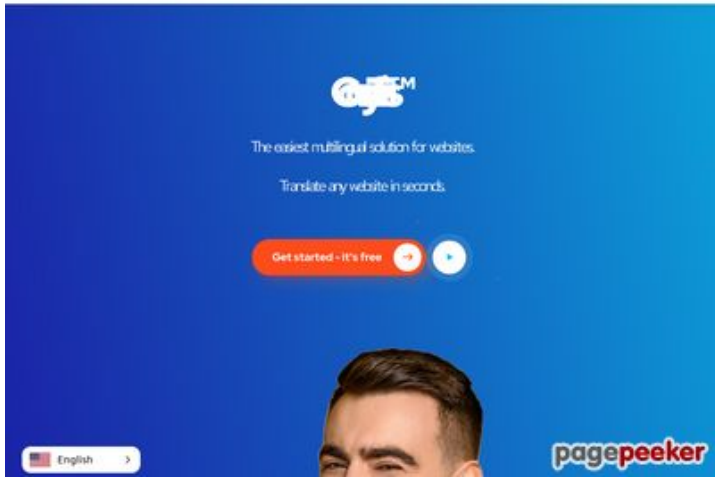 The easiest multilingual solution for websites.
Translate any website in seconds.
Get started - it's free
English
pagepeeker